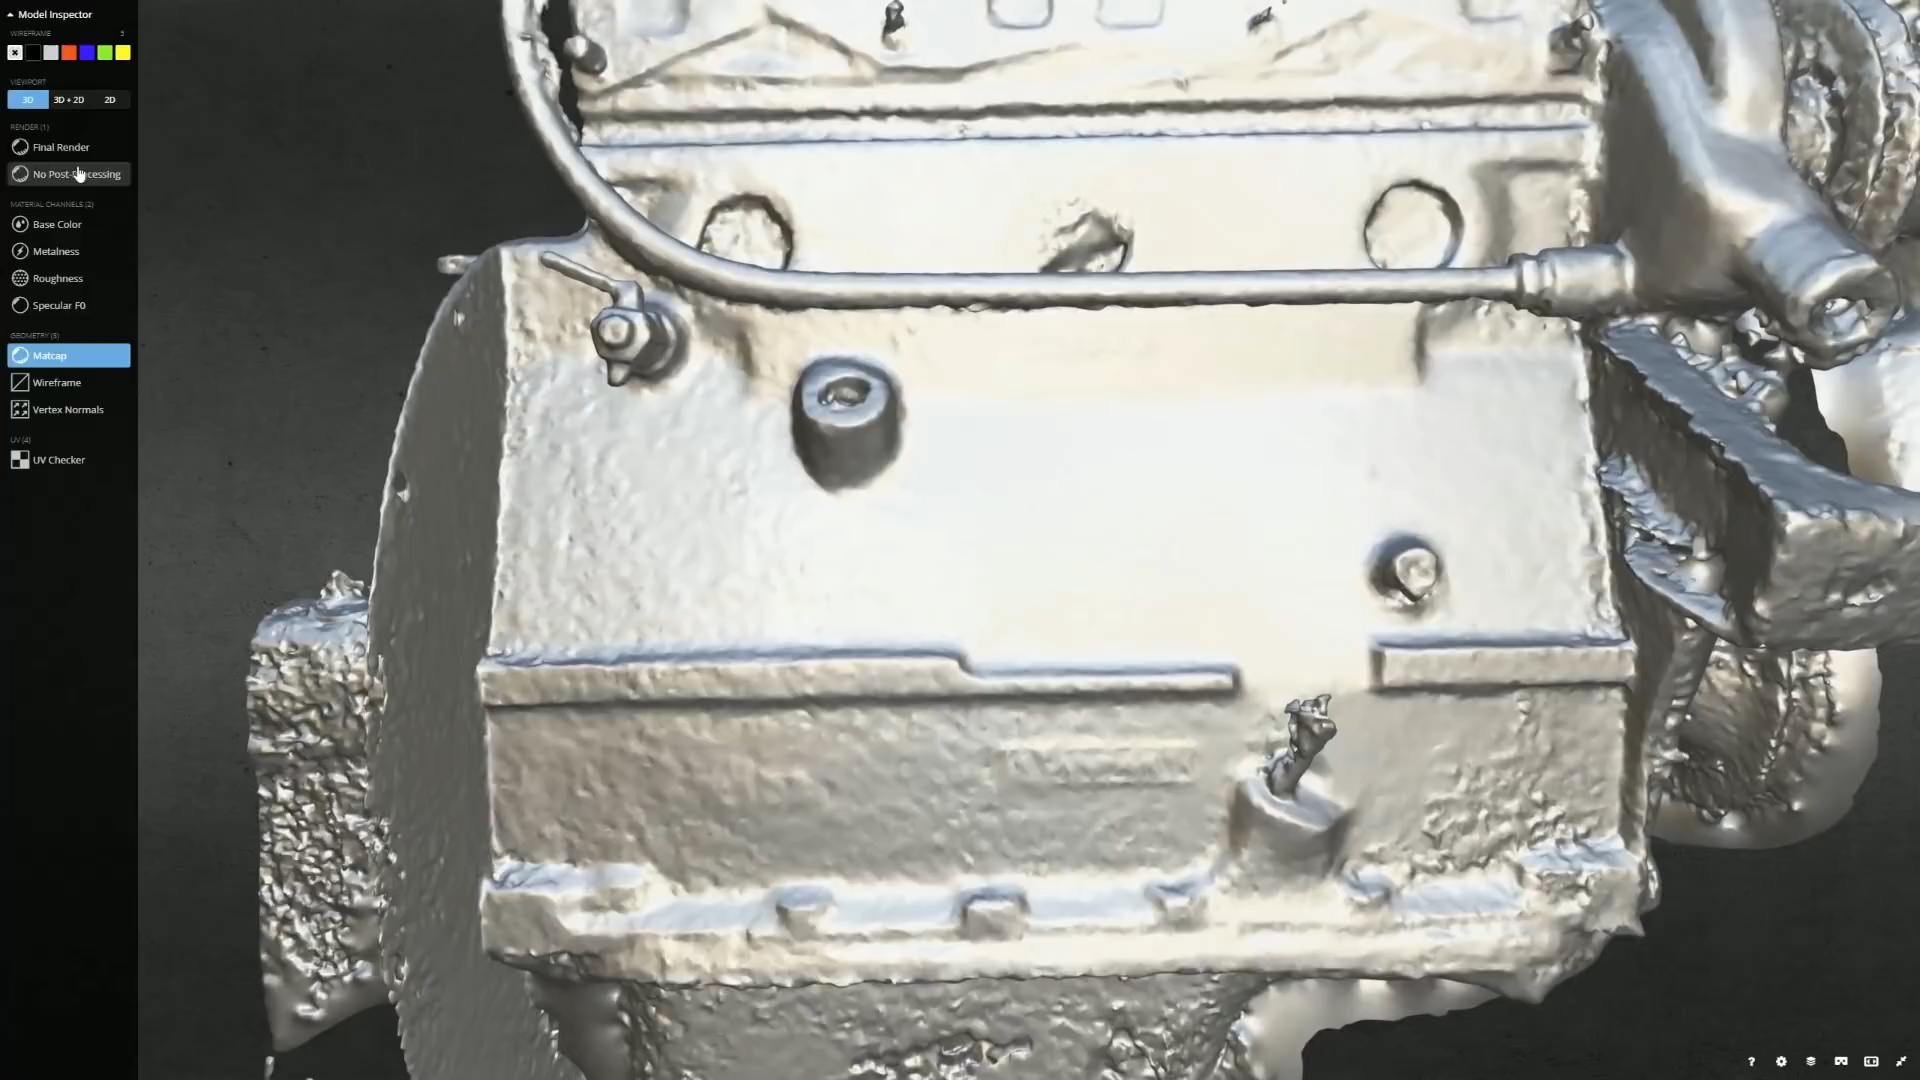 Model Inspector
WIREFRAME
3D
3D + 2D
2D
VIEWPORT
RENDER (1)
Final Render
No Post-Processing
MATERIAL CHANNELS (2)
Base Color
Metalness
Roughness
Specular F0
GEOMETRY (3)
Matcap
Wireframe
Vertex Normals
UV (4)
UV Checker
?